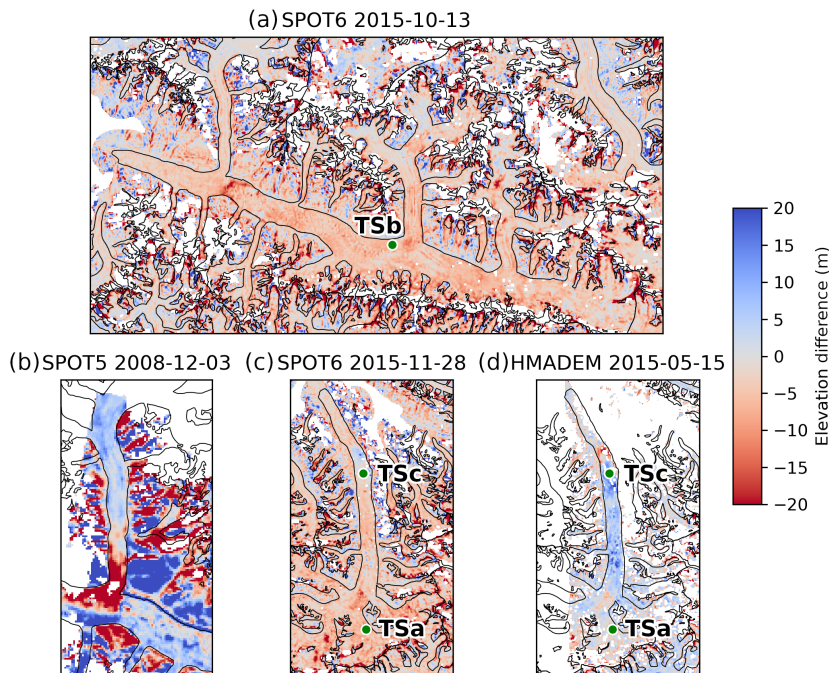 (a) SPOT6 2015-10-13
TSb
(b) SPOT5 2008-12-03
(c) SPOT6 2015-11-28
(d) HMADEM 2015-05-15
TSc
TSa
TSc
TSa
20
15
10
5
0
−5
−10
−15
−20
Elevation difference (m)